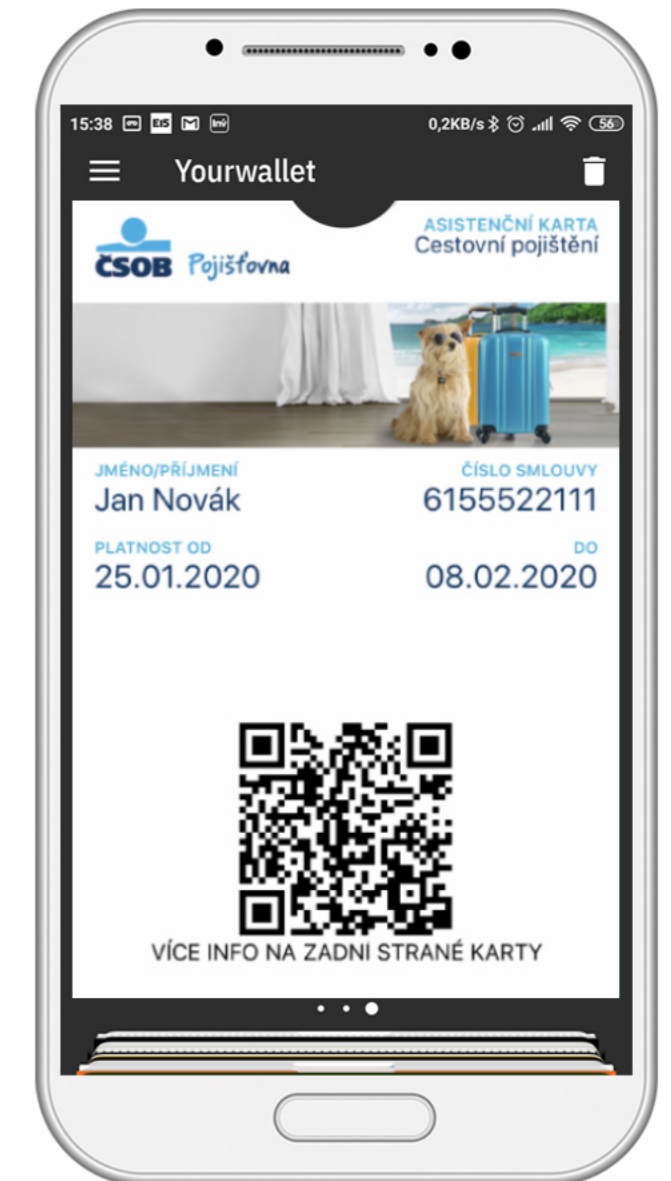 15:38
0,2KB/s
56
Yourwallet
ČSOB Pojišťovna
ASISTENČNÍ KARTA
Cestovní pojištění
JMÉNO/PŘÍJMENÍ
Jan Novák
ČÍSLO SMLOUVY
6155522111
PLATNOST OD
25.01.2020
DO
08.02.2020
VÍCE INFO NA ZADNÍ STRANĚ KARTY